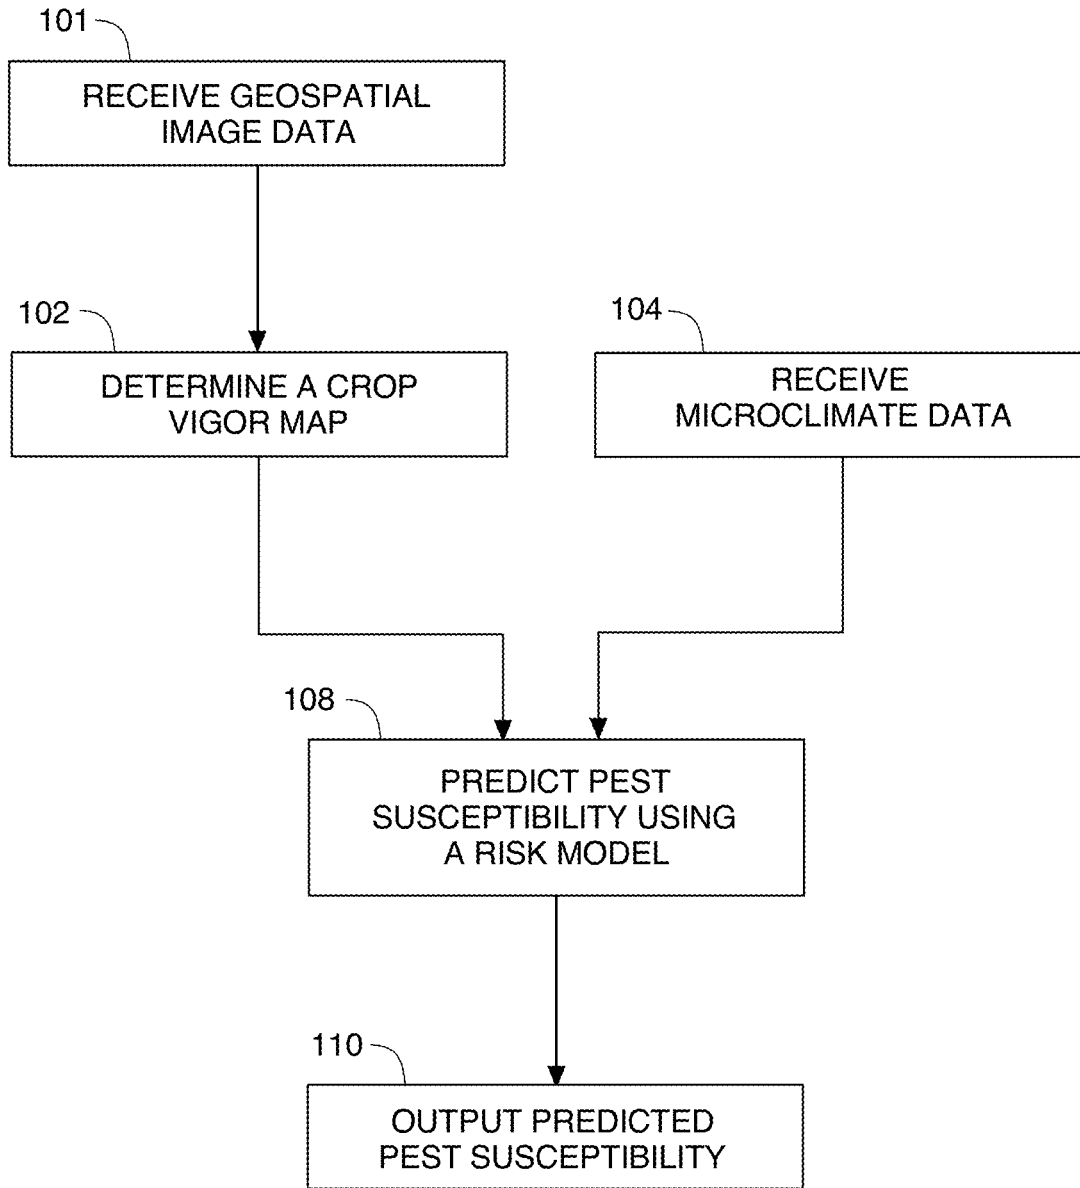 101
RECEIVE GEOSPATIAL
IMAGE DATA
102
DETERMINE A CROP
VIGOR MAP
104
RECEIVE
MICROCLIMATE DATA
108
PREDICT PEST
SUSCEPTIBILITY USING
A RISK MODEL
110
OUTPUT PREDICTED
PEST SUSCEPTIBILITY